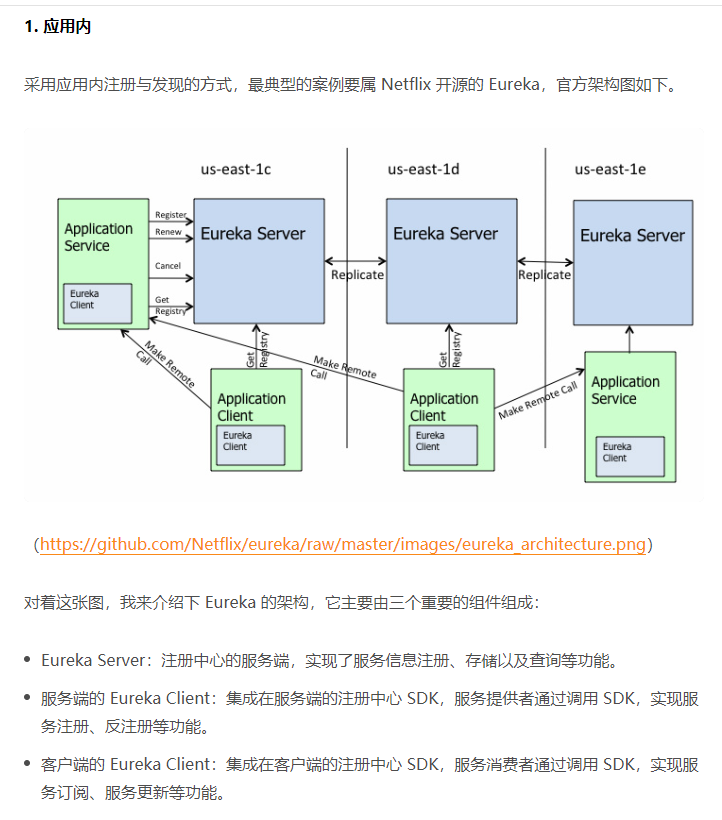 1. 应用内
采用应用内注册与发现的方式，最典型的案例要属 Netflix 开源的 Eureka，官方架构图如下。
us-east-1c
us-east-1d
us-east-1e
Application
Service
Eureka
Client
Register
Renew
Cancel
Get
Registry
Eureka Server
Replicate
Eureka Server
Replicate
Eureka Server
Make Remote
Call
Get
Registry
Make Remote
Call
Get
Registry
Make Remote Call
Application
Client
Eureka
Client
Application
Client
Eureka
Client
Application
Service
Eureka
Client
（https://github.com/Netflix/eureka/raw/master/images/eureka_architecture.png）
对着这张图，我来介绍下 Eureka 的架构，它主要由三个重要的组件组成：
• Eureka Server：注册中心的服务端，实现了服务信息注册、存储以及查询等功能。
• 服务端的 Eureka Client：集成在服务端的注册中心 SDK，服务提供者通过调用 SDK，实现服
务注册、反注册等功能。
• 客户端的 Eureka Client：集成在客户端的注册中心 SDK，服务消费者通过调用 SDK，实现服
务订阅、服务更新等功能。